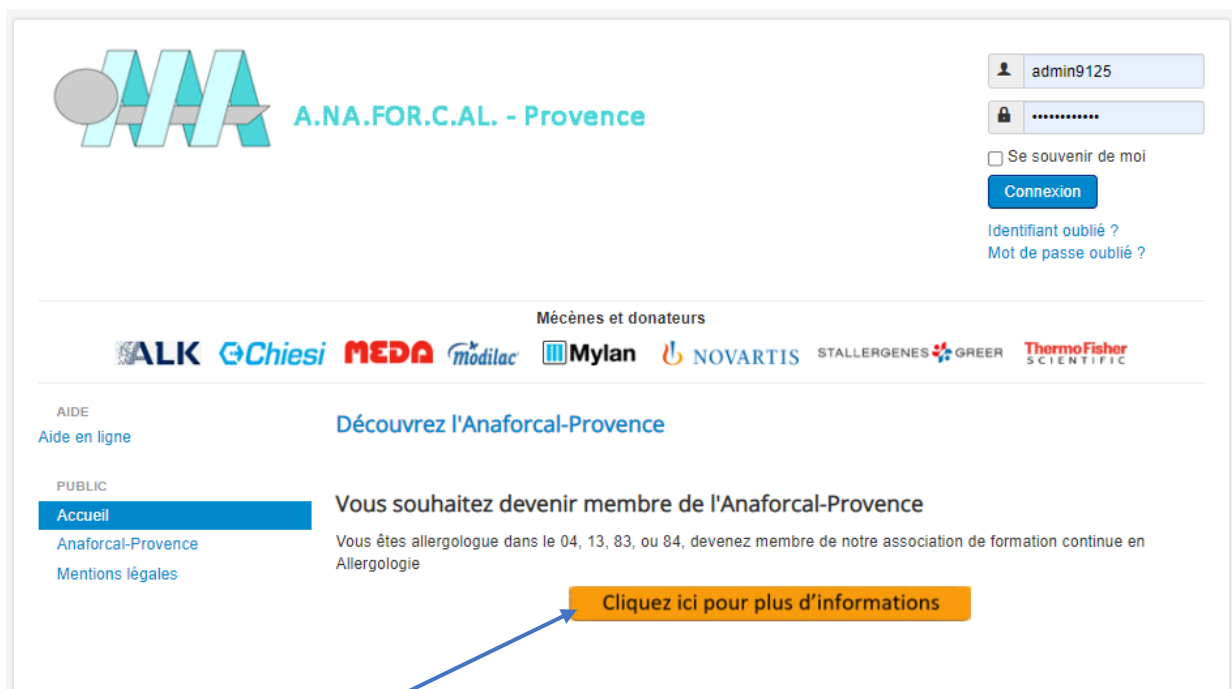 A.NA.FOR.C.AL. - Provence
admin9125
••••••••••••
Se souvenir de moi
Connexion
Identifiant oublié ?
Mot de passe oublié ?
Mécènes et donateurs
ALK Chiesi MEDA modilac Mylan NOVARTIS STALLERGENES GREER ThermoFisher
SCIENTIFIC
AIDE
Aide en ligne
PUBLIC
Accueil
Anaforcal-Provence
Mentions légales
Découvrez l'Anaforcal-Provence
Vous souhaitez devenir membre de l'Anaforcal-Provence
Vous êtes allergologue dans le 04, 13, 83, ou 84, devenez membre de notre association de formation continue en
Allergologie
Cliquez ici pour plus d’informations